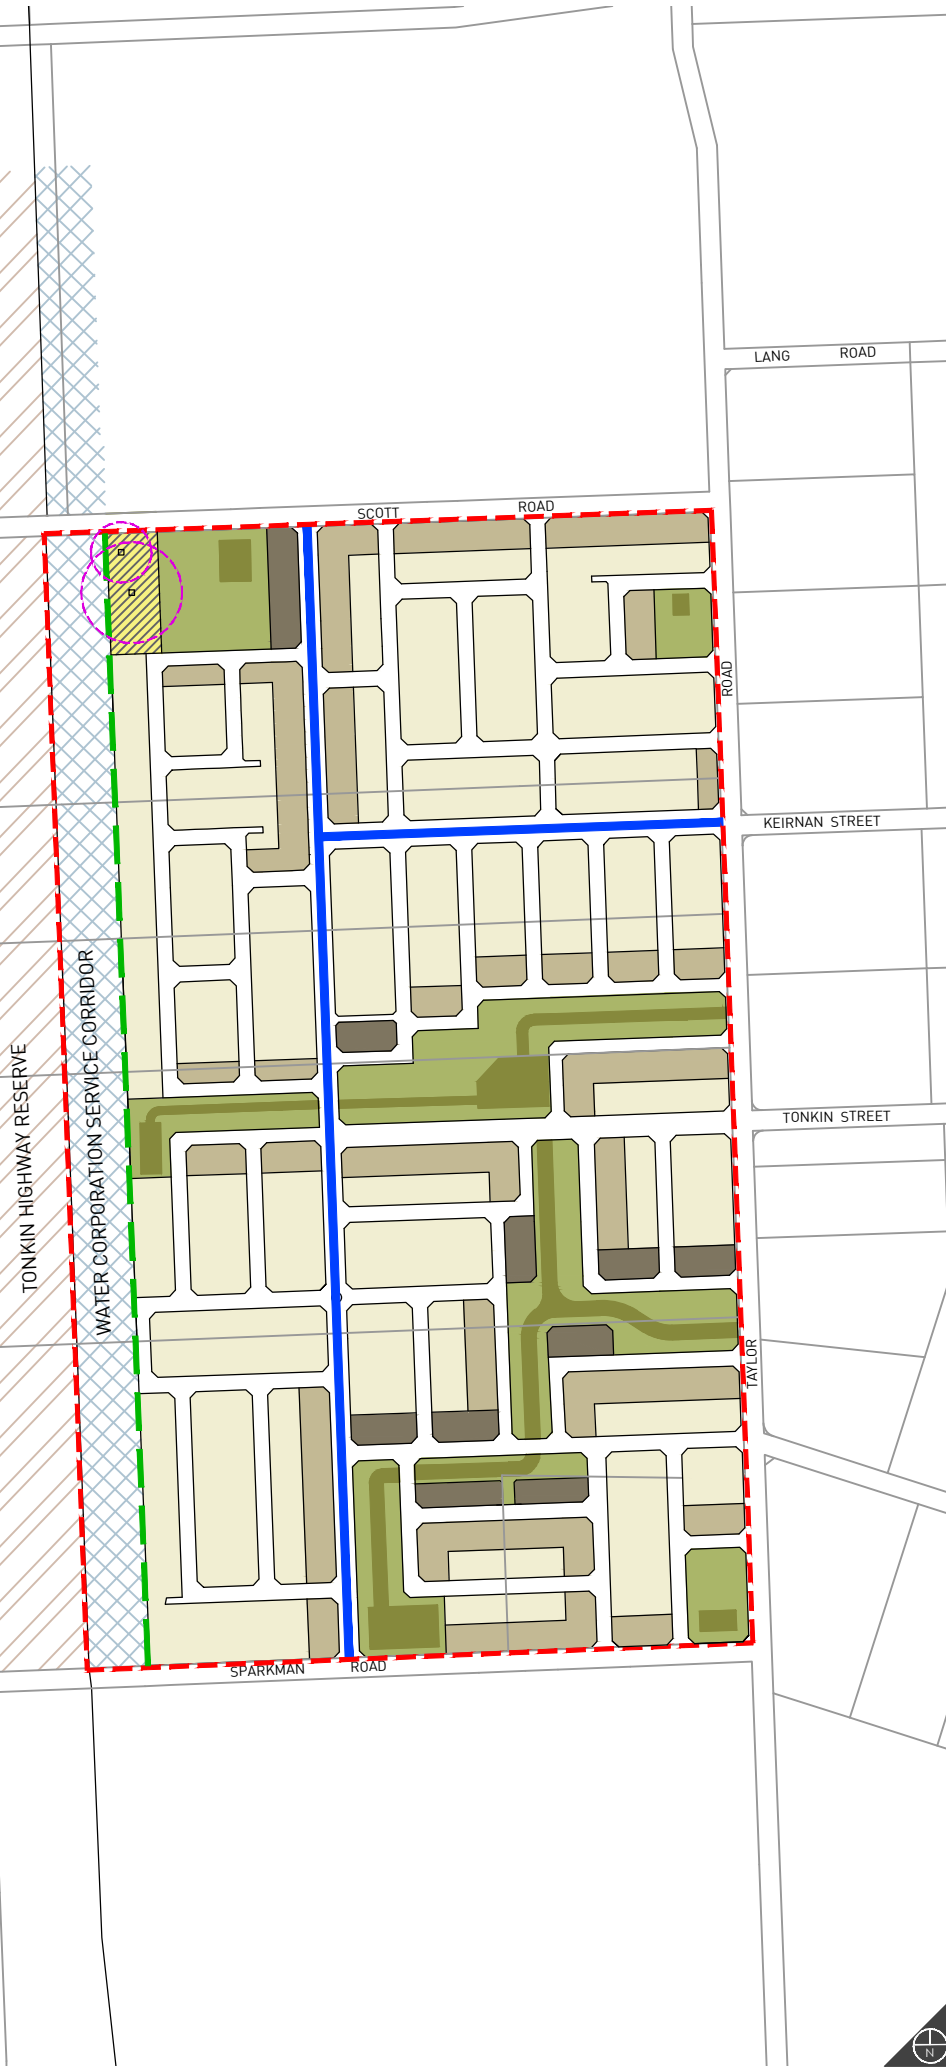 LANG ROAD
SCOTT ROAD
ROAD
KEIRNAN STREET
WATER CORPORATION SERVICE CORRIDOR
TONKIN HIGHWAY RESERVE
TONKIN STREET
TAYLOR
SPARKMAN ROAD
N